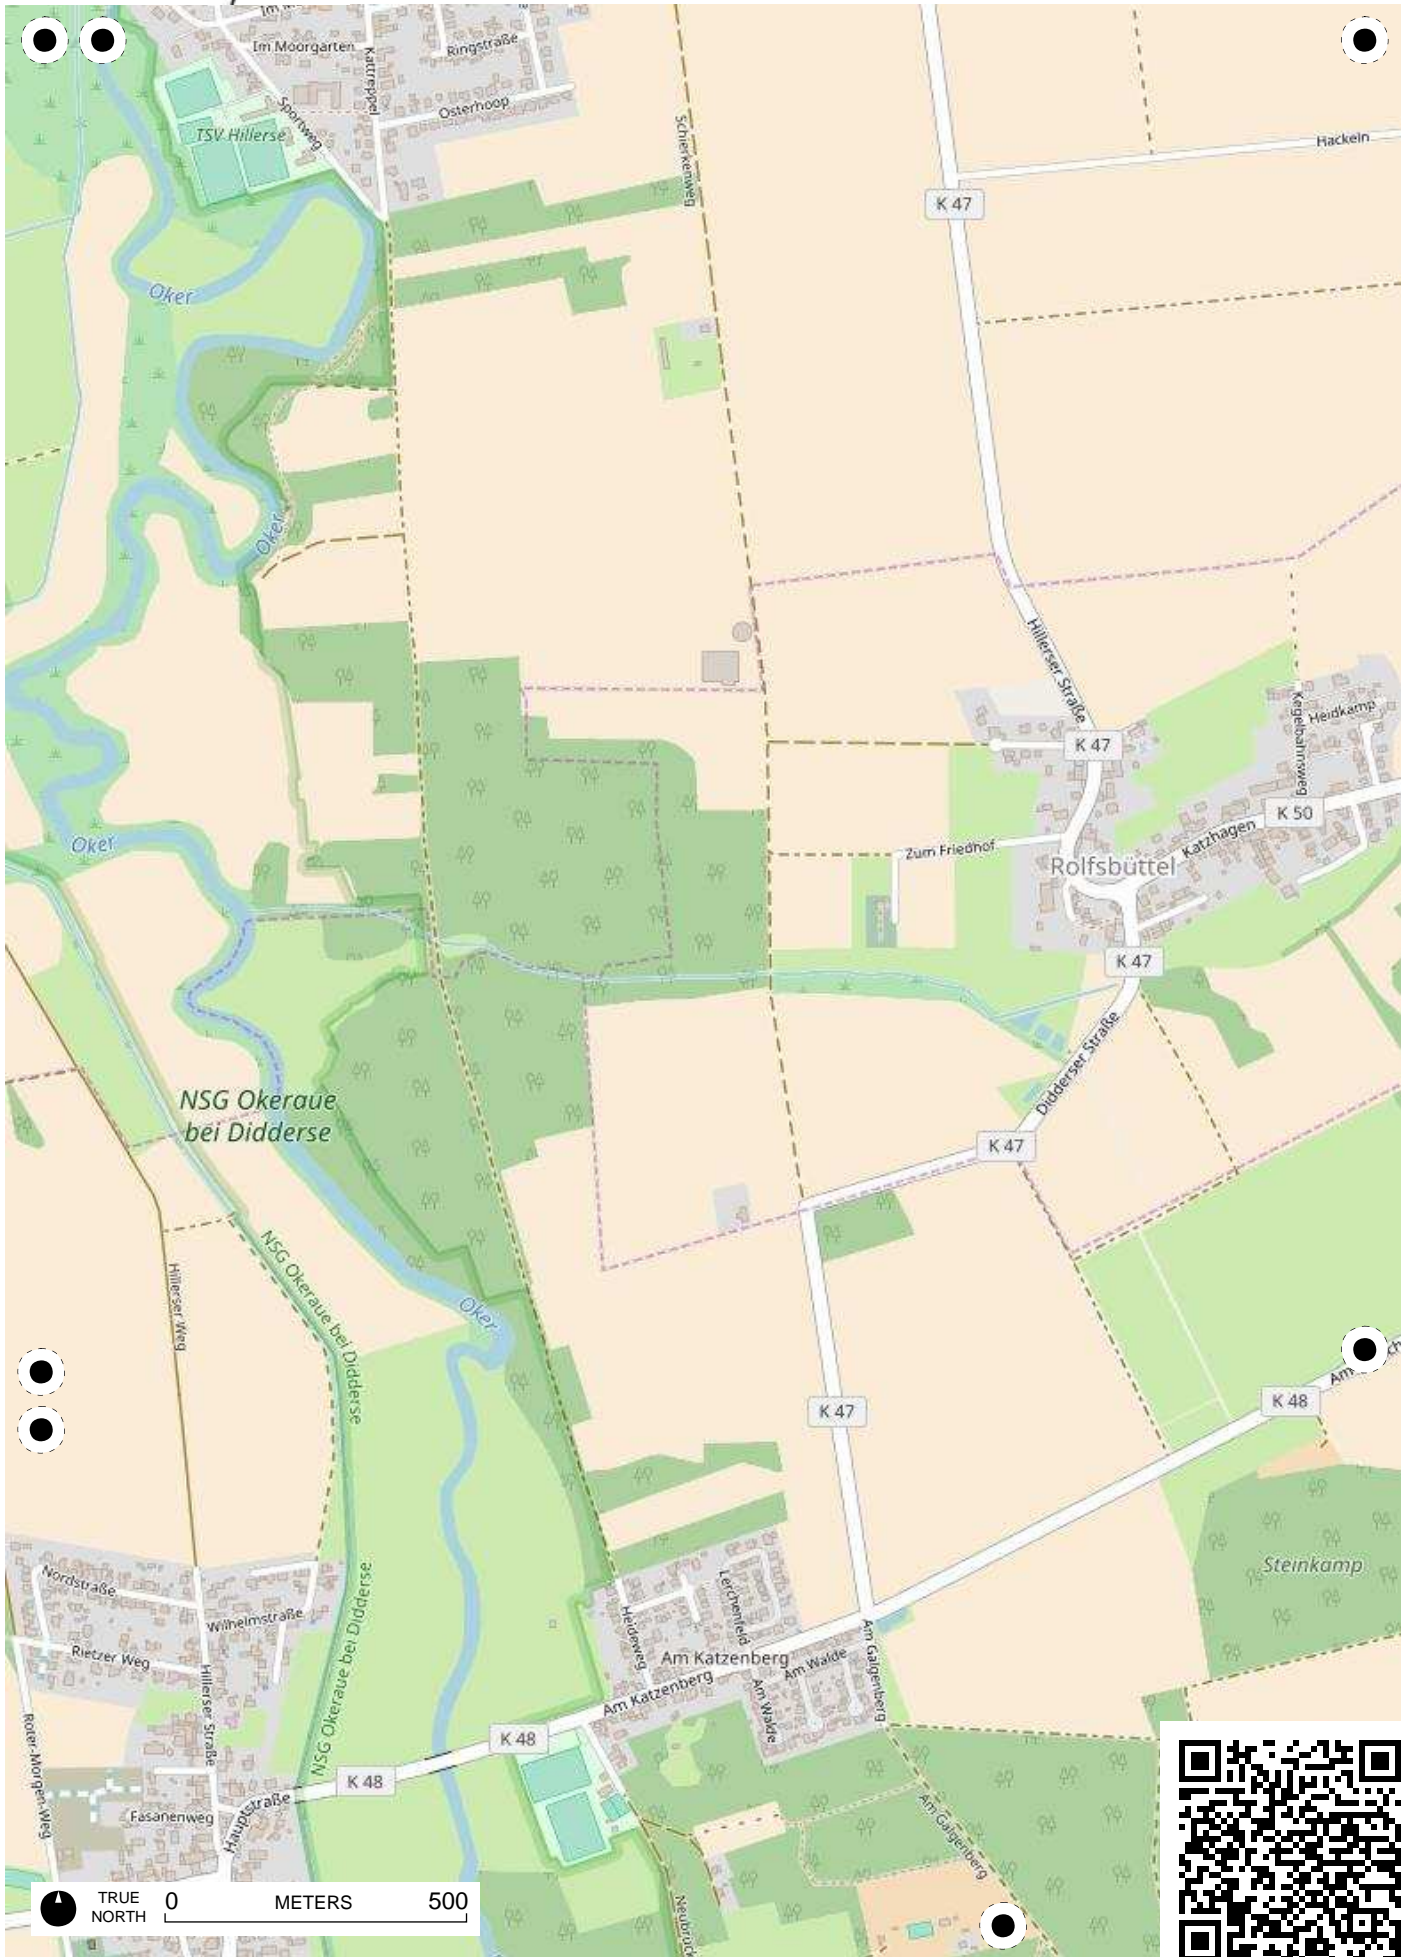 Im Moorgarten
Kattreppel
Ringstraße
Osterhoop
Sportweg
TSV Hillerse
Schierkenweg
Hackeln
K 47
Oker
Oker
Hillerser Straße
Kegelbahnsweg
Heidkamp
K 47
K 50
Katzhagen
Zum Friedhof
Rolfsbüttel
Oker
K 47
Didderser Straße
NSG Okeraue
bei Didderse
K 47
NSG Okeraue bei Didderse
Hillerser Weg
Oker
K 47
K 48
Steinkamp
Nordstraße
Wilhelmstraße
Rietzer Weg
Hillerser Straße
NSG Okeraue bei Didderse
Heideweg
Lerchenfeld
Am Katzenberg
Am Walde
Am Katzenberg
Am Walde
Am Galgenberg
Roter-Morgen-Weg
K 48
K 48
Fasanenweg
Hauptstraße
Am Galgenberg
TRUE
NORTH
0 METERS 500